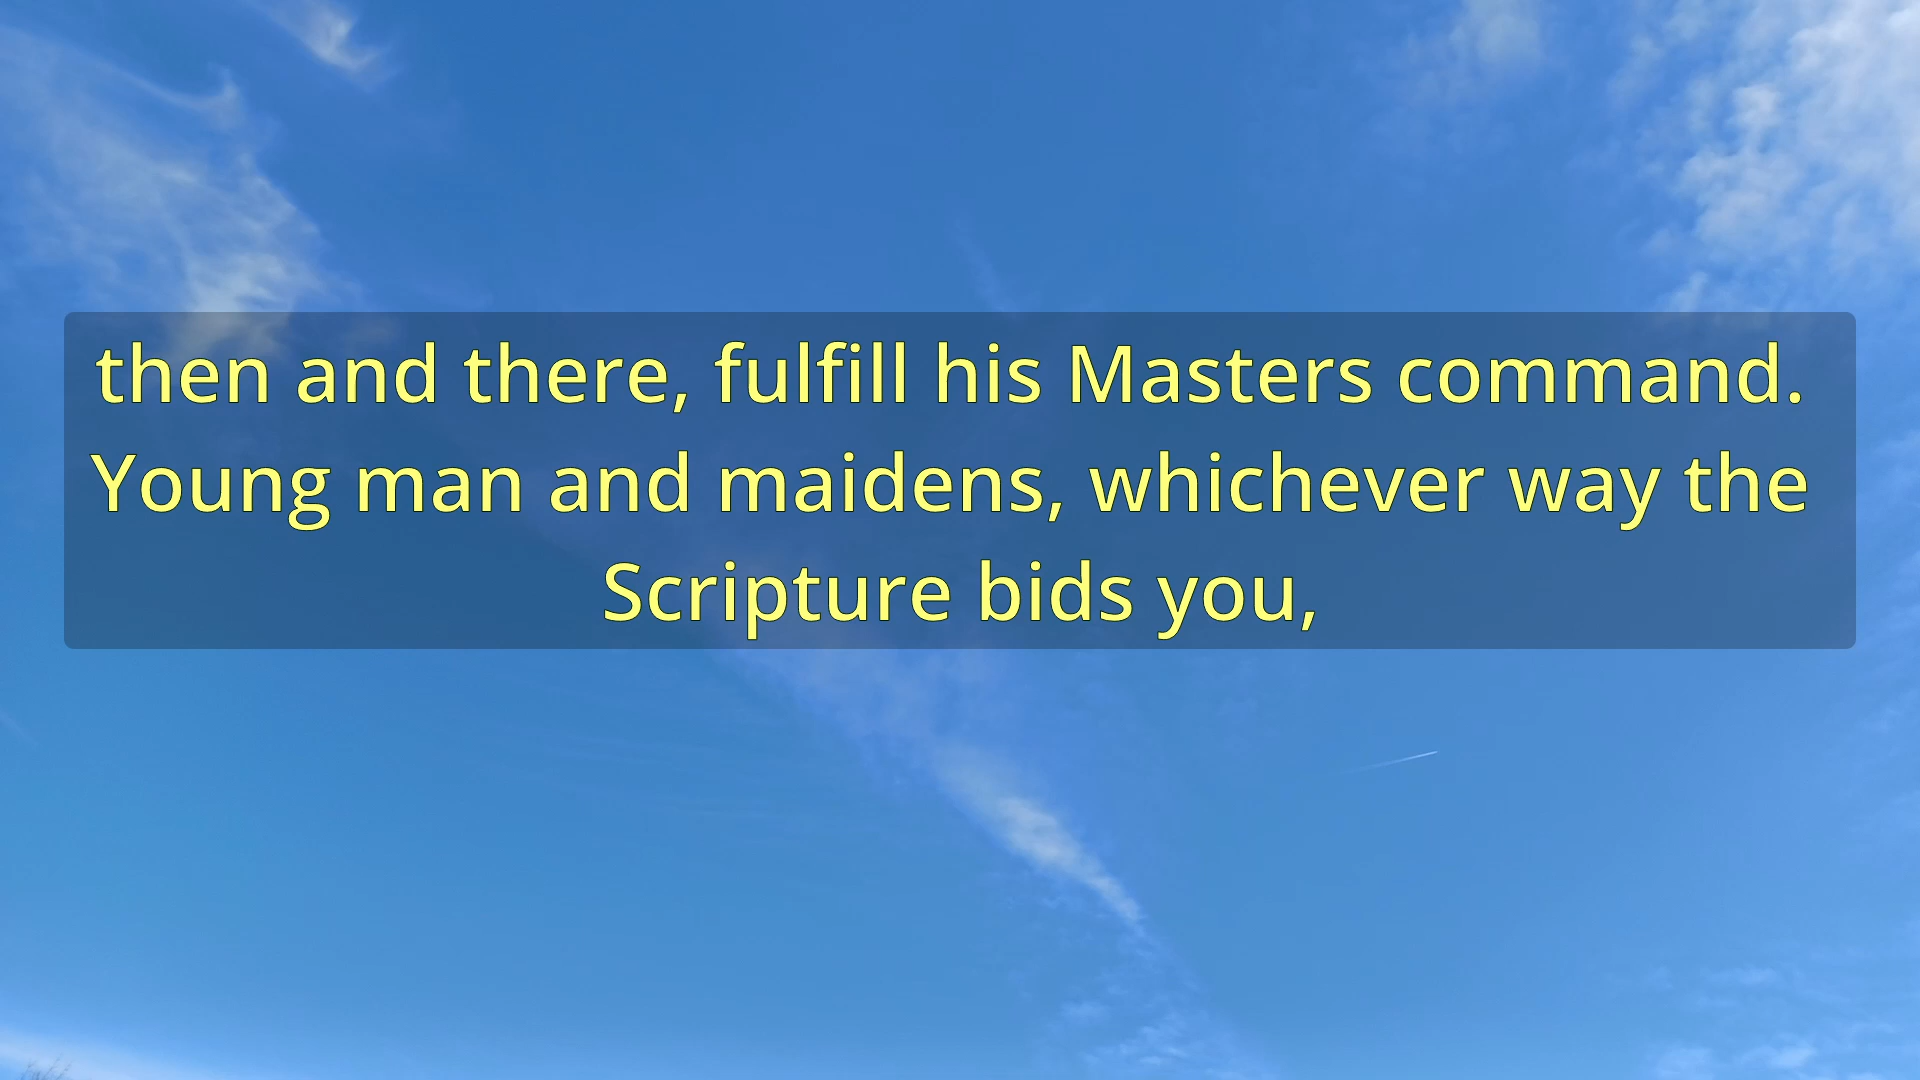 then and there, fulfill his Masters command.
Young man and maidens, whichever way the
Scripture bids you,